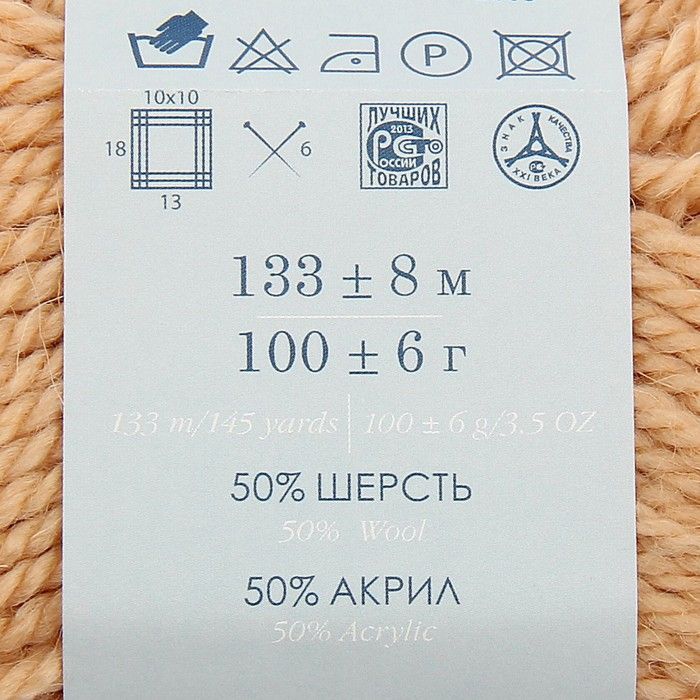 P
10x10
18
13
6
ЛУЧШИХ
2013
РОССИИ
ТОВАРОВ
ЗНАК КАЧЕСТВА
XXI ВЕКА
133 ± 8 м
100 ± 6 г
133 m/145 yards 100 ± 6 g/3.5 OZ
50% ШЕРСТЬ
50% Wool
50% АКРИЛ
50% Acrylic